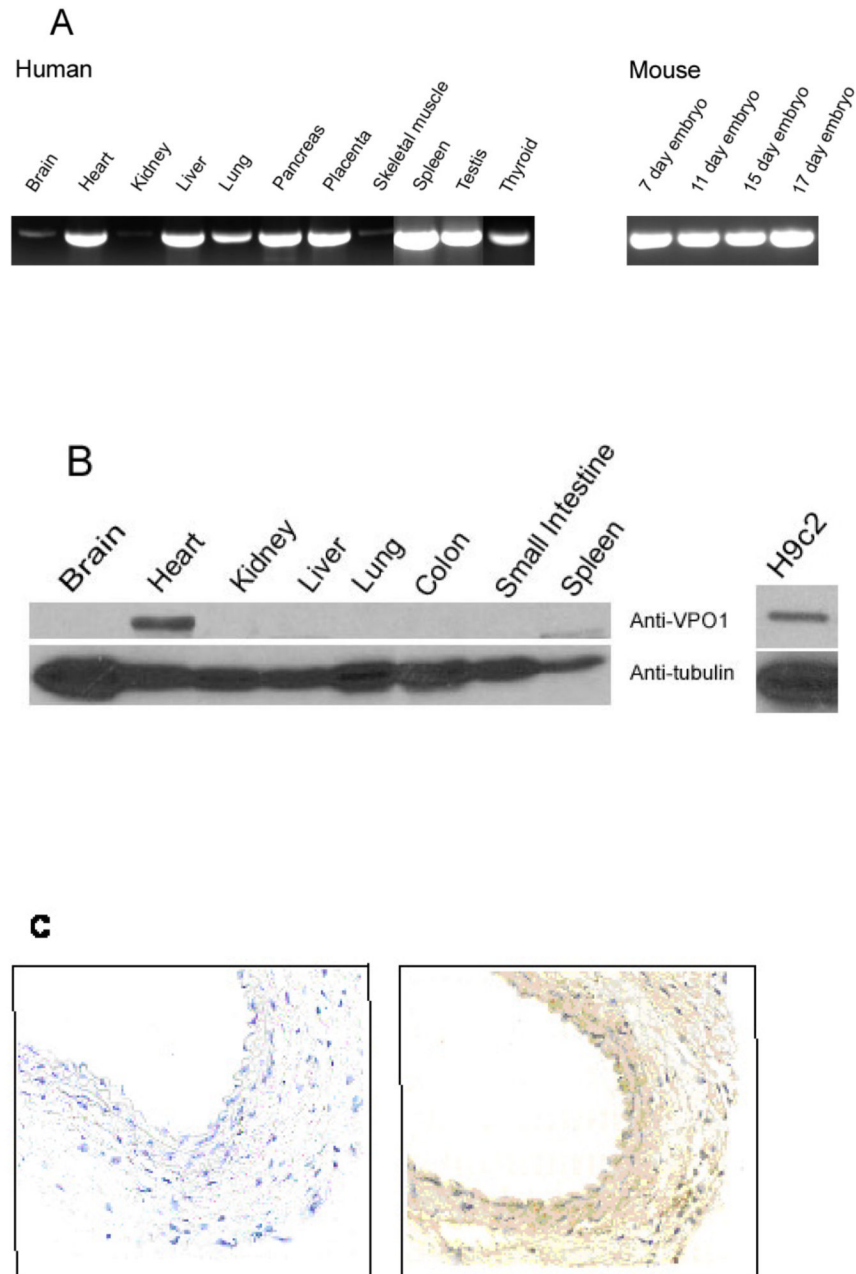 A
Human
Mouse
Brain
Heart
Kidney
Liver
Lung
Pancreas
Placenta
Skeletal muscle
Spleen
Testis
Thyroid
7 day embryo
11 day embryo
15 day embryo
17 day embryo
B
Brain
Heart
Kidney
Liver
Lung
Colon
Small Intestine
Spleen
H9c2
Anti-VPO1
Anti-tubulin
C